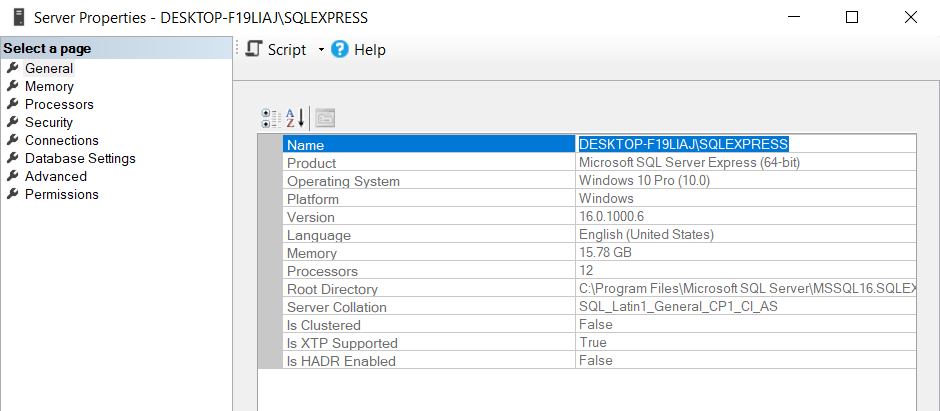 Server Properties - DESKTOP-F19LIAJ\SQLEXPRESS
Select a page
General
Memory
Processors
Security
Connections
Database Settings
Advanced
Permissions
Script
Help
Name DESKTOP-F19LIAJ\SQLEXPRESS
Product Microsoft SQL Server Express (64-bit)
Operating System Windows 10 Pro (10.0)
Platform Windows
Version 16.0.1000.6
Language English (United States)
Memory 15.78 GB
Processors 12
Root Directory C:\Program Files\Microsoft SQL Server\MSSQL16.SQLEX
Server Collation SQL_Latin1_General_CP1_CI_AS
Is Clustered False
Is XTP Supported True
Is HADR Enabled False